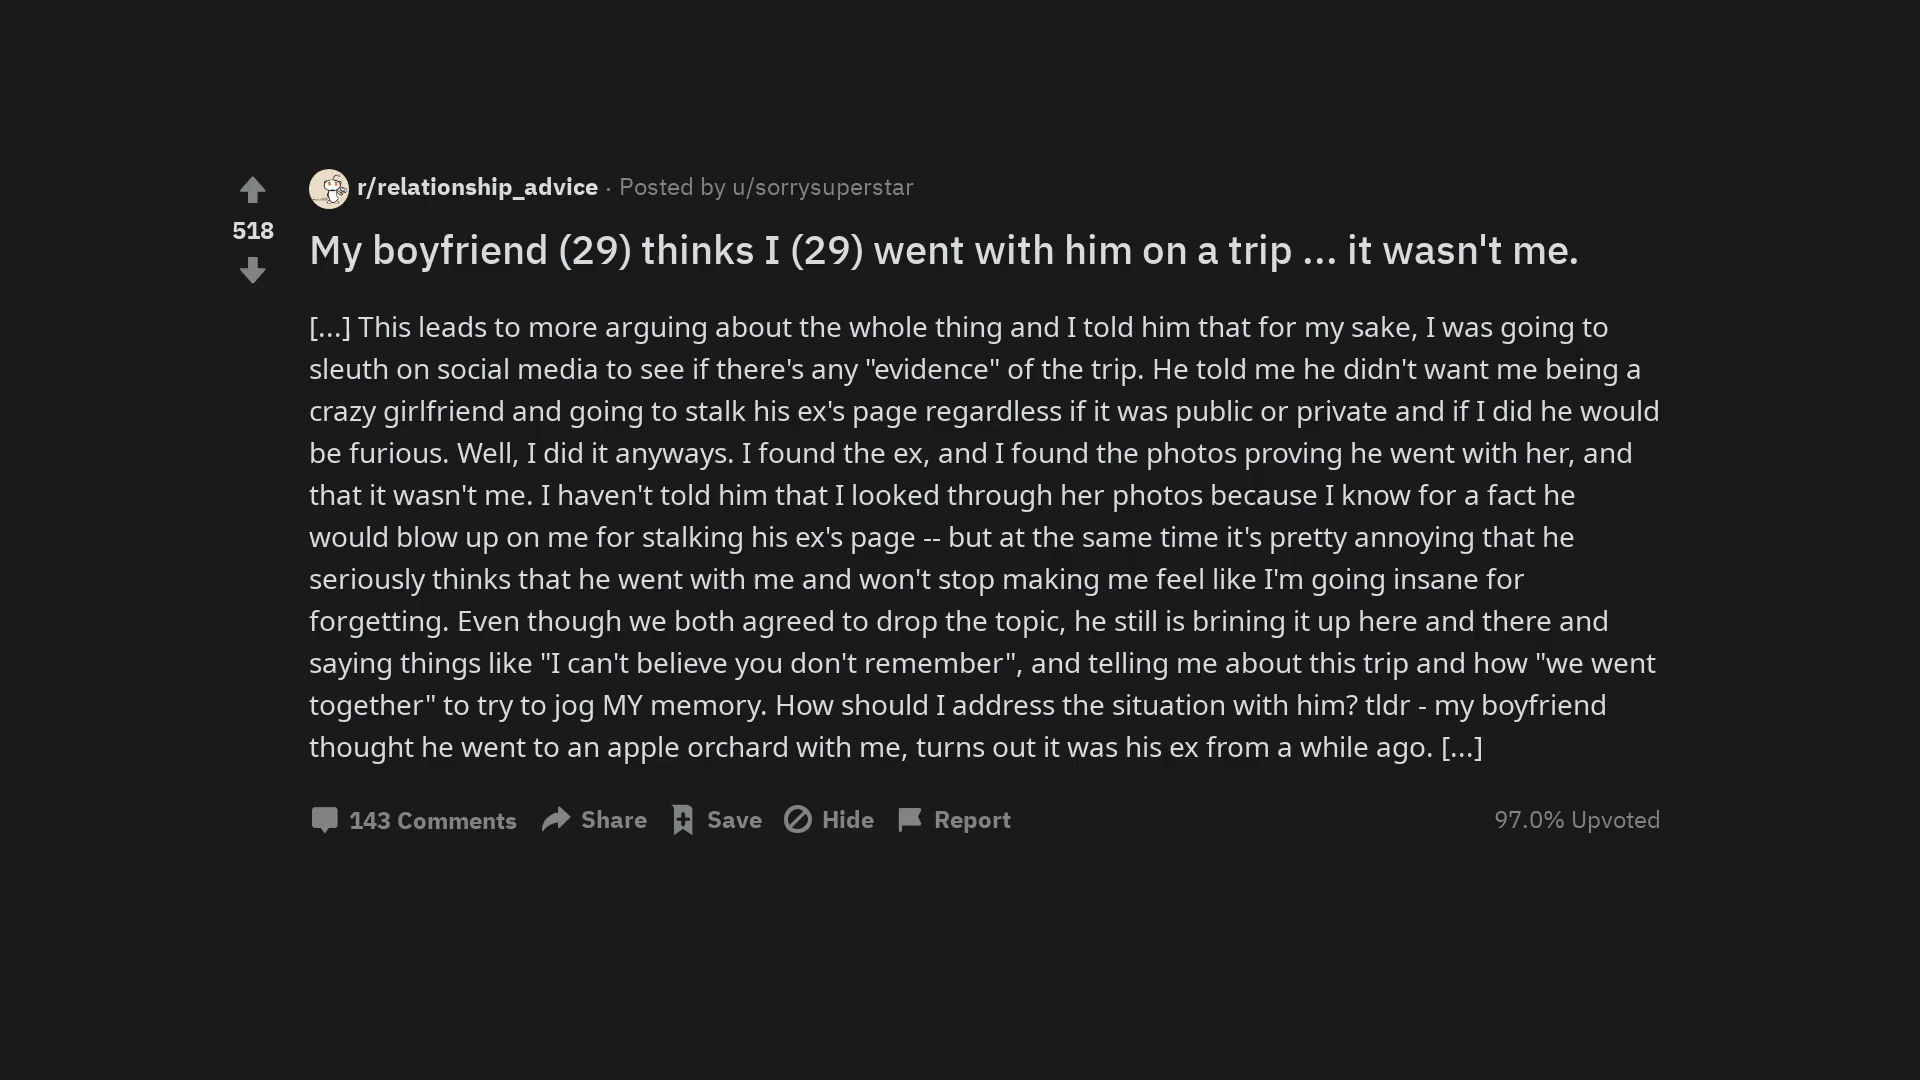 r/relationship_advice · Posted by u/sorrysuperstar
518
My boyfriend (29) thinks I (29) went with him on a trip ... it wasn't me.
[...] This leads to more arguing about the whole thing and I told him that for my sake, I was going to
sleuth on social media to see if there's any "evidence" of the trip. He told me he didn't want me being a
crazy girlfriend and going to stalk his ex's page regardless if it was public or private and if I did he would
be furious. Well, I did it anyways. I found the ex, and I found the photos proving he went with her, and
that it wasn't me. I haven't told him that I looked through her photos because I know for a fact he
would blow up on me for stalking his ex's page -- but at the same time it's pretty annoying that he
seriously thinks that he went with me and won't stop making me feel like I'm going insane for
forgetting. Even though we both agreed to drop the topic, he still is brining it up here and there and
saying things like "I can't believe you don't remember", and telling me about this trip and how "we went
together" to try to jog MY memory. How should I address the situation with him? tldr - my boyfriend
thought he went to an apple orchard with me, turns out it was his ex from a while ago. [...]
143 Comments Share Save Hide Report 97.0% Upvoted